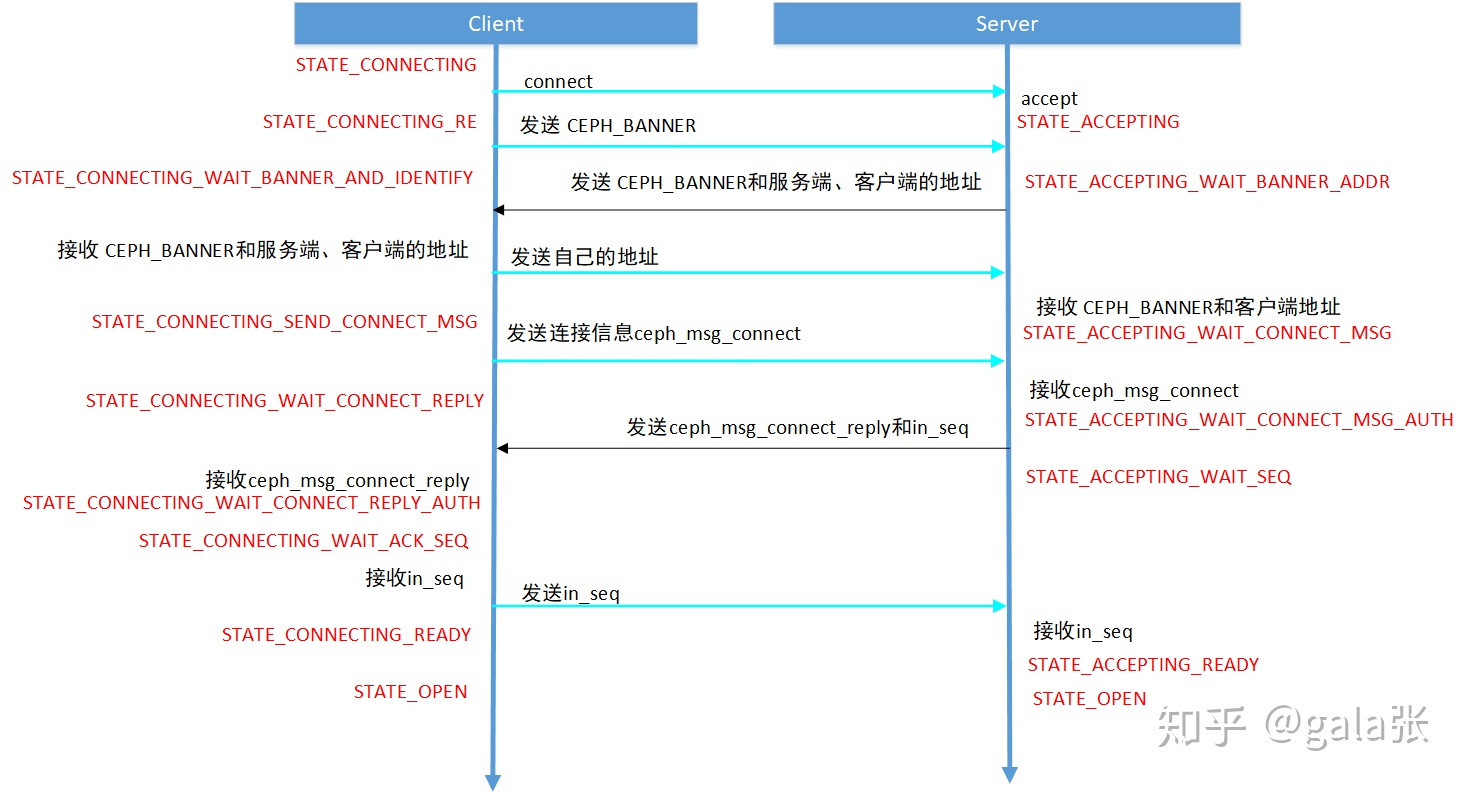 Client
Server
STATE_CONNECTING
connect
accept
STATE_CONNECTING_RE
发送 CEPH_BANNER
STATE_ACCEPTING
STATE_CONNECTING_WAIT_BANNER_AND_IDENTIFY
发送 CEPH_BANNER和服务端、客户端的地址
STATE_ACCEPTING_WAIT_BANNER_ADDR
接收 CEPH_BANNER和服务端、客户端的地址
发送自己的地址
接收 CEPH_BANNER和客户端地址
STATE_CONNECTING_SEND_CONNECT_MSG
发送连接信息ceph_msg_connect
STATE_ACCEPTING_WAIT_CONNECT_MSG
接收ceph_msg_connect
STATE_CONNECTING_WAIT_CONNECT_REPLY
STATE_ACCEPTING_WAIT_CONNECT_MSG_AUTH
发送ceph_msg_connect_reply和in_seq
接收ceph_msg_connect_reply
STATE_ACCEPTING_WAIT_SEQ
STATE_CONNECTING_WAIT_CONNECT_REPLY_AUTH
STATE_CONNECTING_WAIT_ACK_SEQ
接收in_seq
发送in_seq
STATE_CONNECTING_READY
接收in_seq
STATE_ACCEPTING_READY
STATE_OPEN
STATE_OPEN
知乎 @gala张